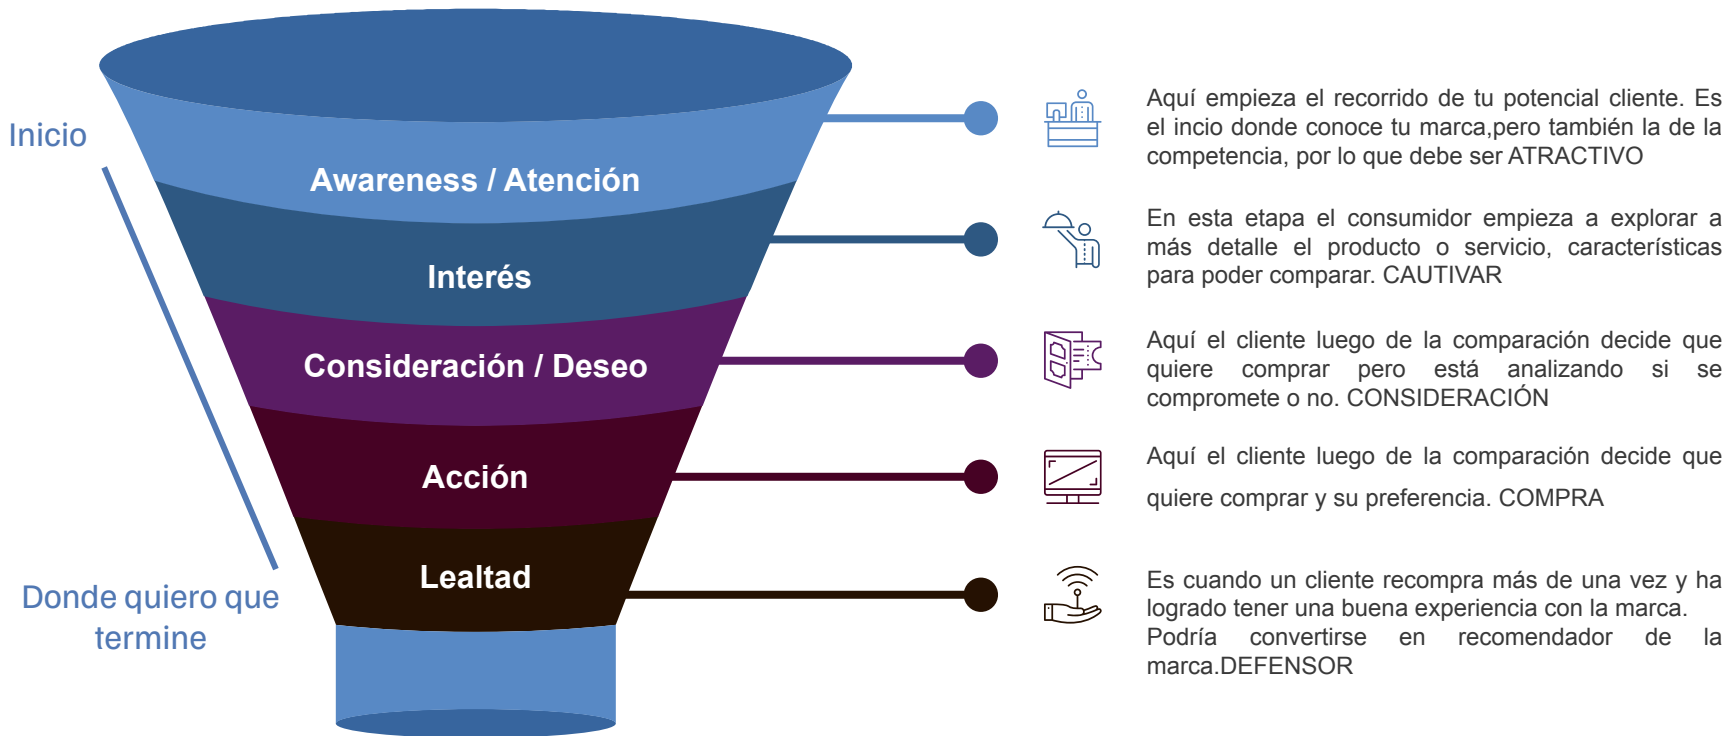 Inicio
Donde quiero que
termine
Awareness / Atención
Interés
Consideración / Deseo
Acción
Lealtad
Aquí empieza el recorrido de tu potencial cliente. Es
el incio donde conoce tu marca,pero también la de la
competencia, por lo que debe ser ATRACTIVO
En esta etapa el consumidor empieza a explorar a
más detalle el producto o servicio, características
para poder comparar. CAUTIVAR
Aquí el cliente luego de la comparación decide que
quiere comprar pero está analizando si se
compromete o no. CONSIDERACIÓN
Aquí el cliente luego de la comparación decide que
quiere comprar y su preferencia. COMPRA
Es cuando un cliente recompra más de una vez y ha
logrado tener una buena experiencia con la marca.
Podría convertirse en recomendador de la
marca.DEFENSOR